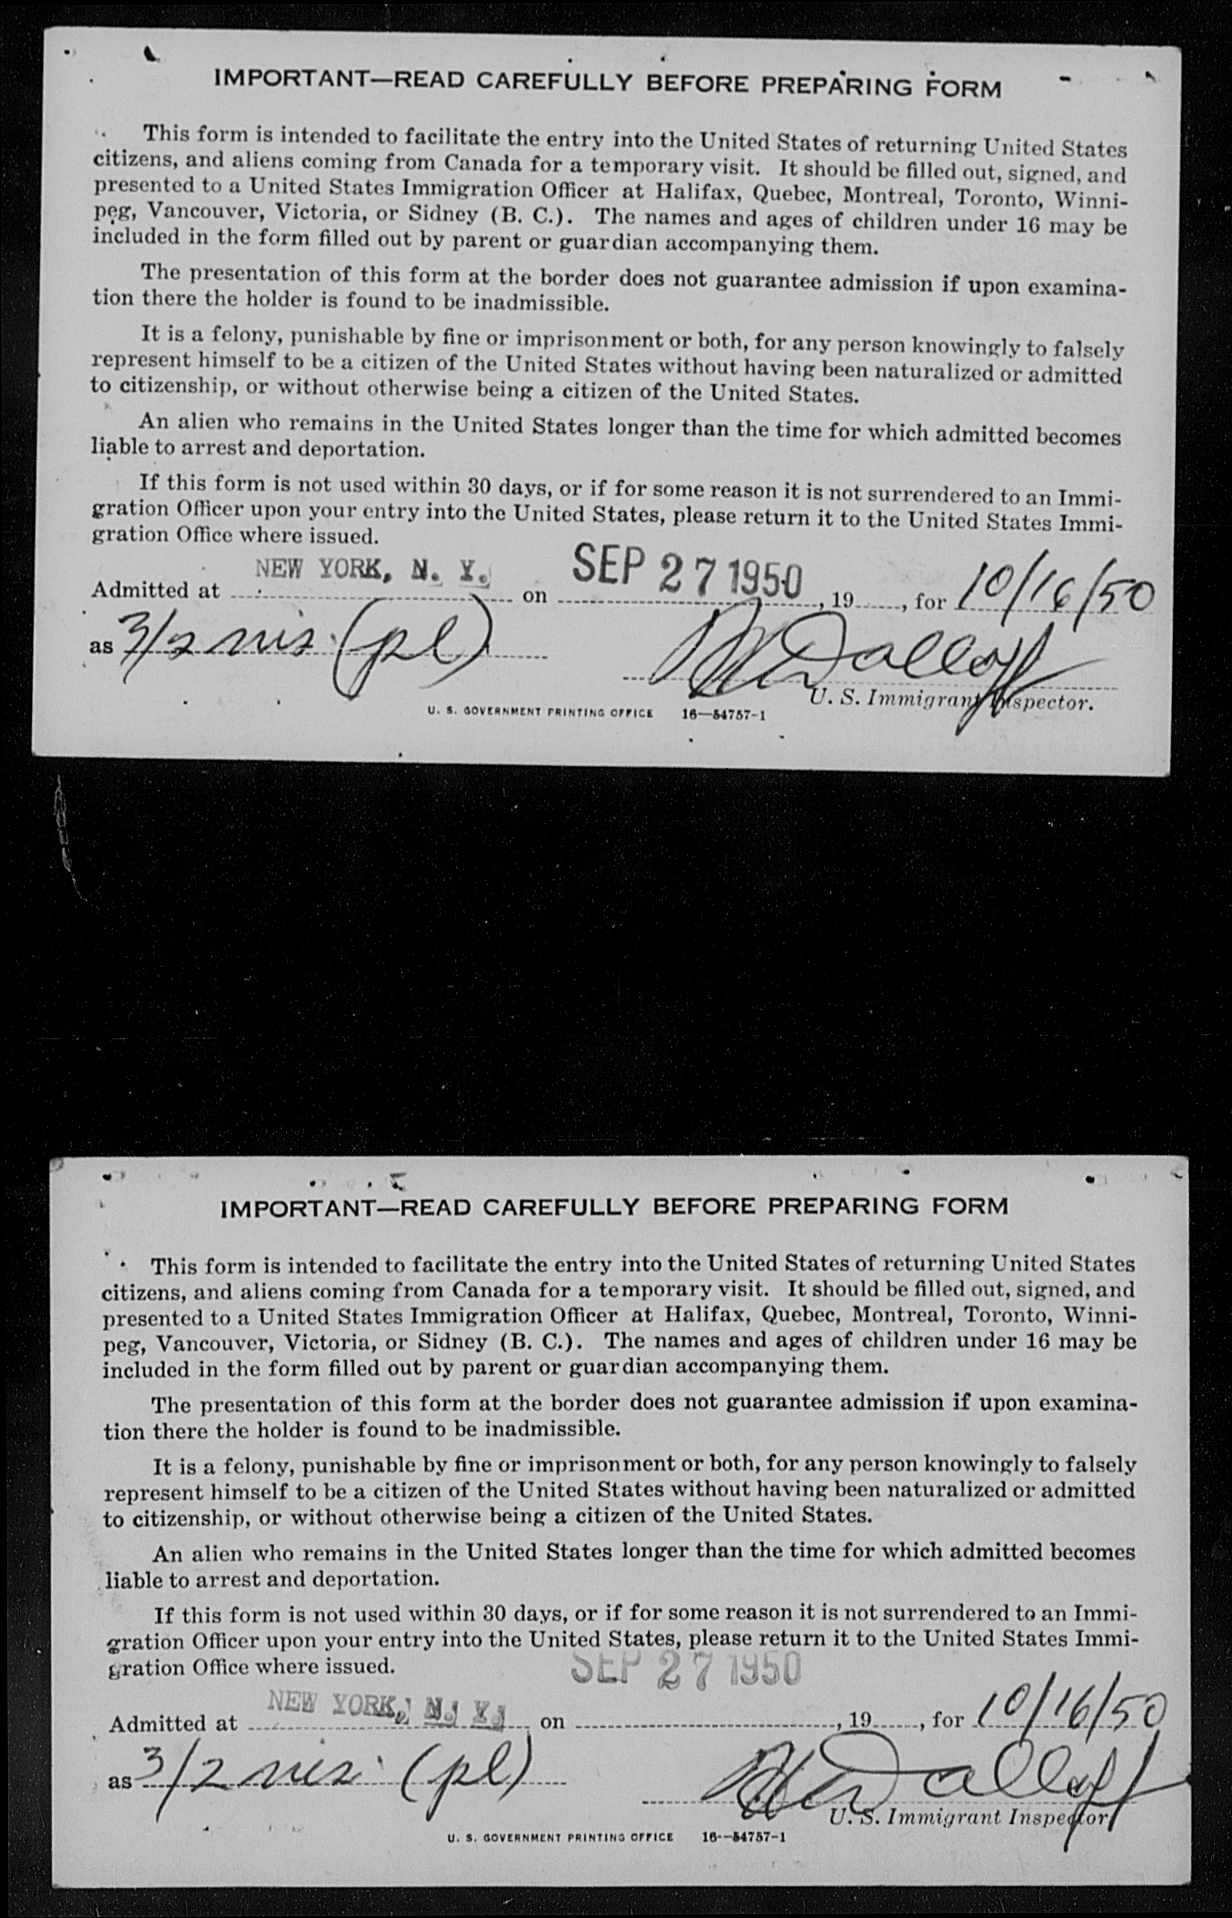 IMPORTANT—READ CAREFULLY BEFORE PREPARING FORM
This form is intended to facilitate the entry into the United States of returning United States
citizens, and aliens coming from Canada for a temporary visit. It should be filled out, signed, and
presented to a United States Immigration Officer at Halifax, Quebec, Montreal, Toronto, Winni-
peg, Vancouver, Victoria, or Sidney (B. C.). The names and ages of children under 16 may be
included in the form filled out by parent or guardian accompanying them.
The presentation of this form at the border does not guarantee admission if upon examina-
tion there the holder is found to be inadmissible.
It is a felony, punishable by fine or imprisonment or both, for any person knowingly to falsely
represent himself to be a citizen of the United States without having been naturalized or admitted
to citizenship, or without otherwise being a citizen of the United States.
An alien who remains in the United States longer than the time for which admitted becomes
liable to arrest and deportation.
If this form is not used within 30 days, or if for some reason it is not surrendered to an Immi-
gration Officer upon your entry into the United States, please return it to the United States Immi-
gration Office where issued.
Admitted at NEW YORK, N. Y. on SEP 27 1950, 19, for 10/16/50
as 3/2 vis. (pl)
U. S. Immigrant Inspector.
U. S. GOVERNMENT PRINTING OFFICE 16—54757-1
IMPORTANT—READ CAREFULLY BEFORE PREPARING FORM
This form is intended to facilitate the entry into the United States of returning United States
citizens, and aliens coming from Canada for a temporary visit. It should be filled out, signed, and
presented to a United States Immigration Officer at Halifax, Quebec, Montreal, Toronto, Winni-
peg, Vancouver, Victoria, or Sidney (B. C.). The names and ages of children under 16 may be
included in the form filled out by parent or guardian accompanying them.
The presentation of this form at the border does not guarantee admission if upon examina-
tion there the holder is found to be inadmissible.
It is a felony, punishable by fine or imprisonment or both, for any person knowingly to falsely
represent himself to be a citizen of the United States without having been naturalized or admitted
to citizenship, or without otherwise being a citizen of the United States.
An alien who remains in the United States longer than the time for which admitted becomes
liable to arrest and deportation.
If this form is not used within 30 days, or if for some reason it is not surrendered to an Immi-
gration Officer upon your entry into the United States, please return it to the United States Immi-
gration Office where issued.
SEP 27 1950
Admitted at NEW YORK, N. Y. on , 19, for 10/16/50
as 3/2 vis. (pl)
U. S. Immigrant Inspector
U. S. GOVERNMENT PRINTING OFFICE 16—54757-1